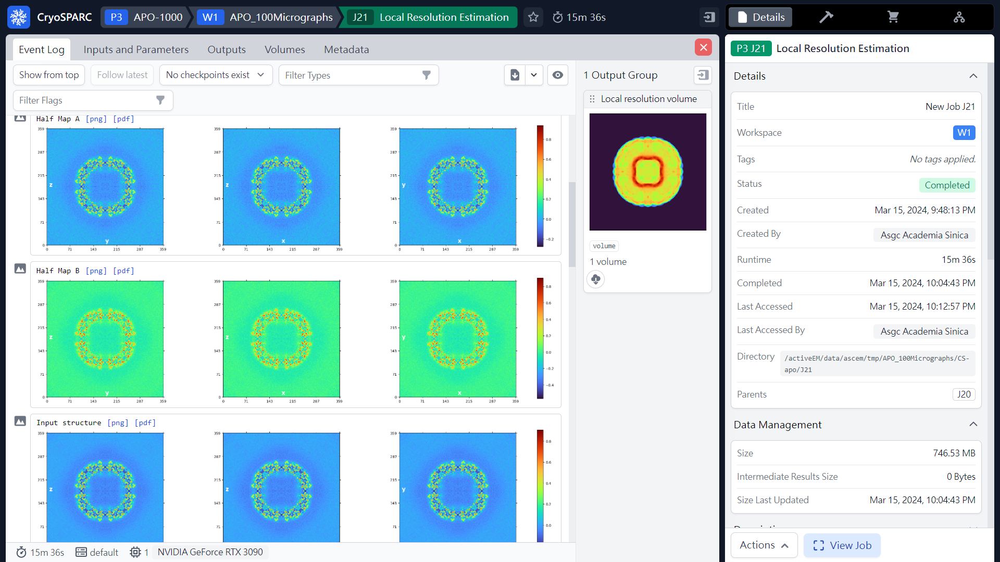 CryoSPARC
P3 APO-1000 W1 APO_100Micrographs J21 Local Resolution Estimation 15m 36s
Details
Event Log Inputs and Parameters Outputs Volumes Metadata
Show from top Follow latest No checkpoints exist Filter Types
Filter Flags
Half Map A [png] [pdf]
359 359 359
287 287 287
215 215 215
z z y
143 143 143
71 71 71
0 y 0 x 0 x
0 71 143 215 287 359 0 71 143 215 287 359 0 71 143 215 287 359
0.8
0.6
0.4
0.2
0.0
−0.2
Half Map B [png] [pdf]
359 359 359
287 287 287
215 215 215
z z y
143 143 143
71 71 71
0 y 0 x 0 x
0 71 143 215 287 359 0 71 143 215 287 359 0 71 143 215 287 359
0.8
0.6
0.4
0.2
0.0
−0.2
−0.4
Input structure [png] [pdf]
359 359 359
287 287 287
215 215 215
z z y
143 143 143
71 71 71
0.8
0.6
0.4
0.2
0.0
15m 36s default 1 NVIDIA GeForce RTX 3090
1 Output Group
Local resolution volume
volume
1 volume
P3 J21 Local Resolution Estimation
Details
Title New Job J21
Workspace W1
Tags No tags applied.
Status Completed
Created Mar 15, 2024, 9:48:13 PM
Created By Asgc Academia Sinica
Runtime 15m 36s
Completed Mar 15, 2024, 10:04:43 PM
Last Accessed Mar 15, 2024, 10:12:57 PM
Last Accessed By Asgc Academia Sinica
Directory /activeEM/data/ascem/tmp/APO_100Micrographs/CS-
apo/J21
Parents J20
Data Management
Size 746.53 MB
Intermediate Results Size 0 Bytes
Size Last Updated Mar 15, 2024, 10:04:43 PM
Actions View Job